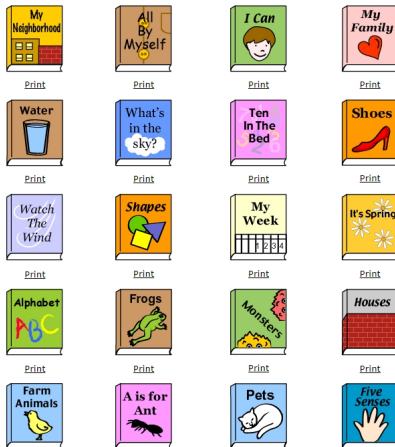 My
Neighborhood
All
By
Myself
I Can
My
Family
Print
Print
Print
Print
Water
What's
in the
sky?
Ten
In The
Bed
Shoes
Print
Print
Print
Print
Watch
The
Wind
Shapes
My
Week
1 2 3 4
It's Spring
Print
Print
Print
Print
Alphabet
ABC
Frogs
Monsters
Houses
Print
Print
Print
Print
Farm
Animals
A is for
Ant
Pets
Five
Senses